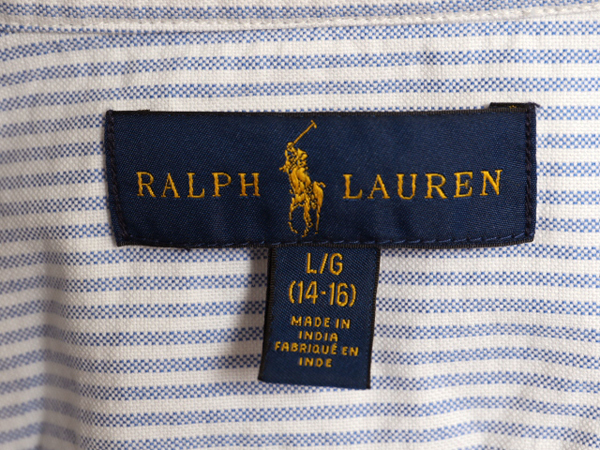 RALPH LAUREN
L/G
(14-16)
MADE IN
INDIA
FABRIQUÉ EN
INDE